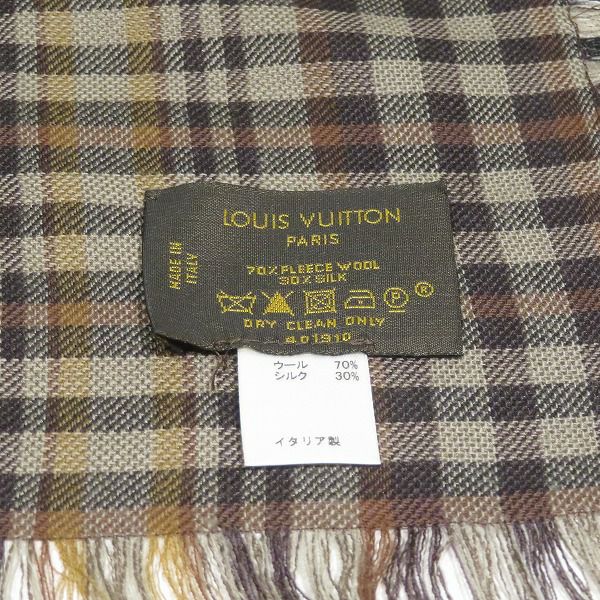 LOUIS VUITTON
PARIS
MADE IN
ITALY
70% FLEECE WOOL
30% SILK
P ®
DRY CLEAN ONLY
401910
ウール 70%
シルク 30%
イタリア製